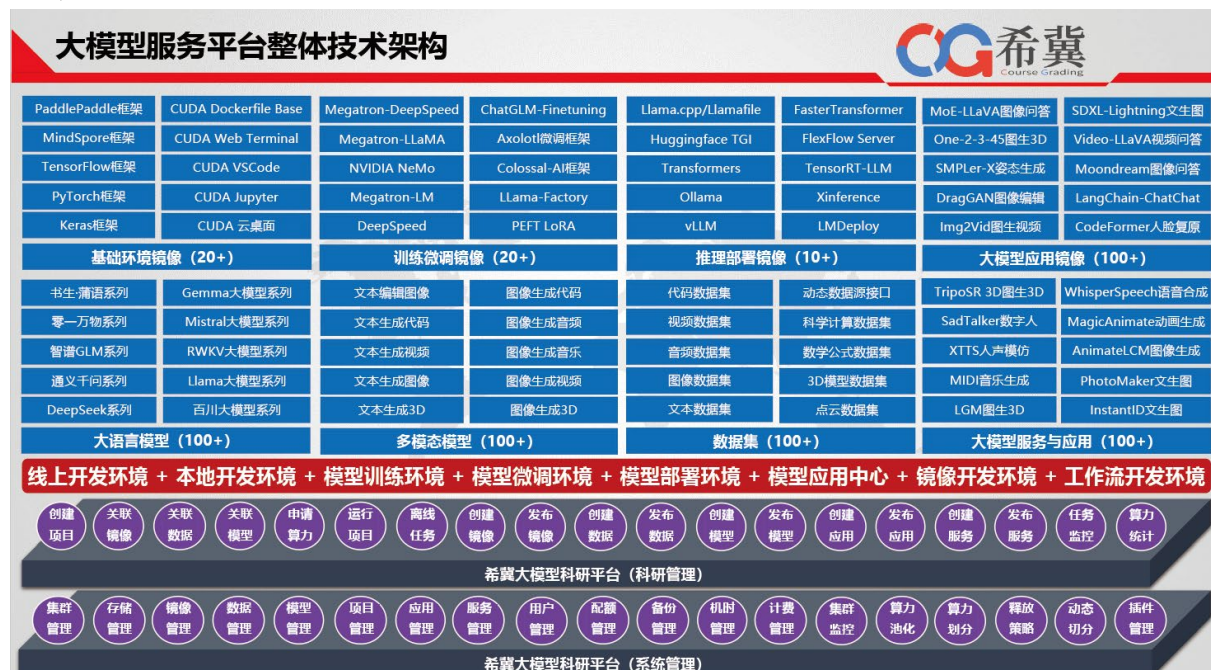 大模型服务平台整体技术架构
CG希冀
Course Grading
PaddlePaddle框架 CUDA Dockerfile Base Megatron-DeepSpeed ChatGLM-Finetuning Llama.cpp/Llamafile FasterTransformer MoE-LLaVA图像问答 SDXL-Lightning文生图
MindSpore框架 CUDA Web Terminal Megatron-LLaMA Axolotl微调框架 Huggingface TGI FlexFlow Server One-2-3-45图生3D Video-LLaVA视频问答
TensorFlow框架 CUDA VSCode NVIDIA NeMo Colossal-AI框架 Transformers TensorRT-LLM SMPLer-X姿态生成 Moondream图像问答
PyTorch框架 CUDA Jupyter Megatron-LM LLama-Factory Ollama Xinference DragGAN图像编辑 LangChain-ChatChat
Keras框架 CUDA 云桌面 DeepSpeed PEFT LoRA vLLM LMDeploy Img2Vid图生视频 CodeFormer人脸复原
基础环境镜像（20+） 训练微调镜像（20+） 推理部署镜像（10+） 大模型应用镜像（100+）
书生·蒲语系列 Gemma大模型系列 文本编辑图像 图像生成代码 代码数据集 动态数据源接口 TripoSR 3D图生3D WhisperSpeech语音合成
零一万物系列 Mistral大模型系列 文本生成代码 图像生成音频 视频数据集 科学计算数据集 SadTalker数字人 MagicAnimate动画生成
智谱GLM系列 RWKV大模型系列 文本生成视频 图像生成音乐 音频数据集 数学公式数据集 XTTS人声模仿 AnimateLCM图像生成
通义千问系列 Llama大模型系列 文本生成图像 图像生成视频 图像数据集 3D模型数据集 MIDI音乐生成 PhotoMaker文生图
DeepSeek系列 百川大模型系列 文本生成3D 图像生成3D 文本数据集 点云数据集 LGM图生3D InstantID文生图
大语言模型（100+） 多模态模型（100+） 数据集（100+） 大模型服务与应用（100+）
线上开发环境 + 本地开发环境 + 模型训练环境 + 模型微调环境 + 模型部署环境 + 模型应用中心 + 镜像开发环境 + 工作流开发环境
创建 关联 关联 关联 申请 运行 离线 创建 发布 创建 发布 创建 发布 创建 发布 创建 发布 任务 算力
项目 镜像 数据 模型 算力 项目 任务 镜像 镜像 数据 数据 模型 模型 应用 应用 服务 服务 监控 统计
希冀大模型科研平台（科研管理）
集群 存储 镜像 数据 模型 项目 应用 服务 用户 配额 备份 机时 计费 集群 算力 算力 释放 动态 插件
管理 管理 管理 管理 管理 管理 管理 管理 管理 管理 管理 管理 管理 监控 池化 划分 策略 切分 管理
希冀大模型科研平台（系统管理）